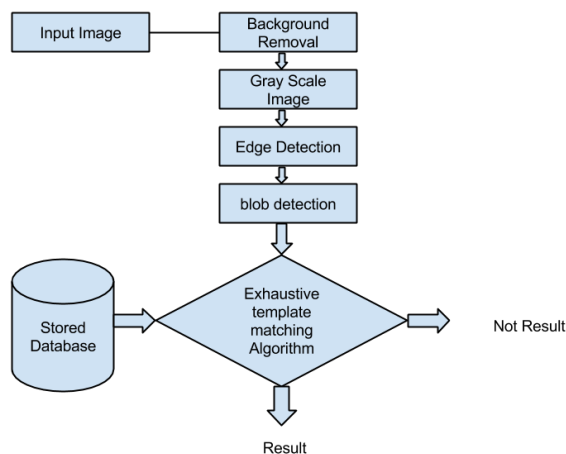 Input Image
Background
Removal
Gray Scale
Image
Edge Detection
blob detection
Exhaustive
template
matching
Algorithm
Stored
Database
Not Result
Result